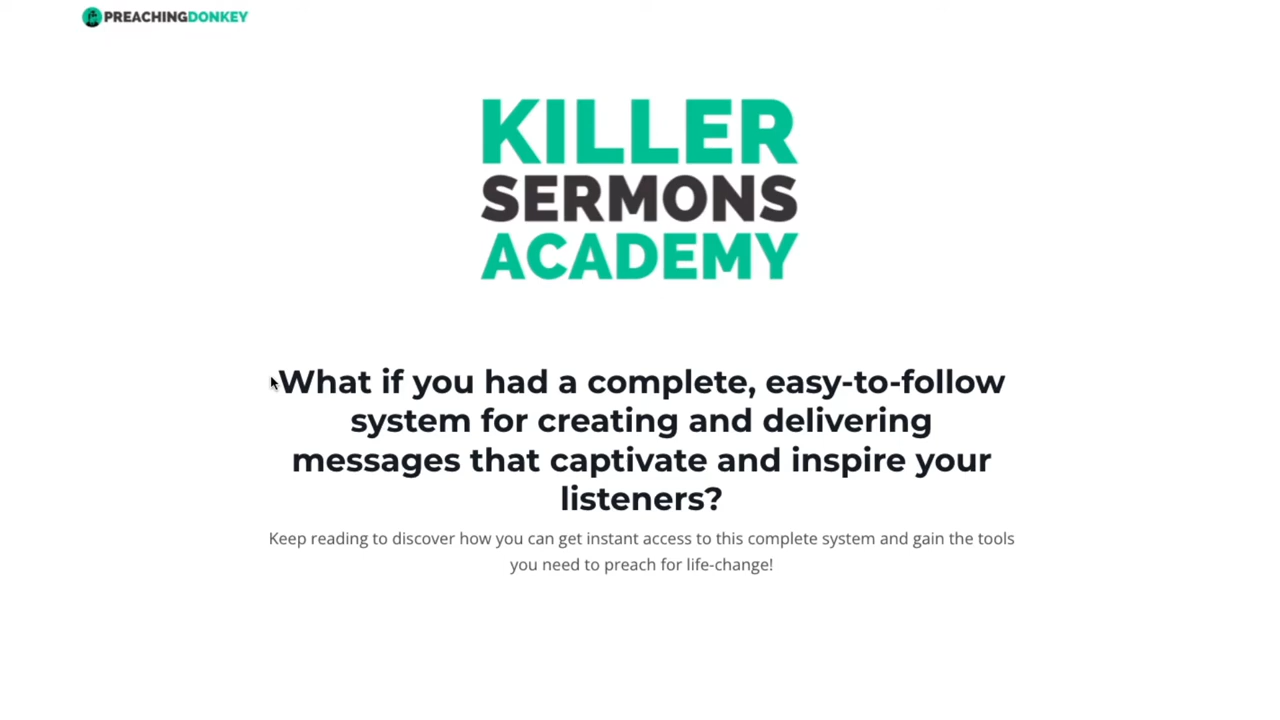 PREACHINGDONKEY
KILLER
SERMONS
ACADEMY
What if you had a complete, easy-to-follow
system for creating and delivering
messages that captivate and inspire your
listeners?
Keep reading to discover how you can get instant access to this complete system and gain the tools
you need to preach for life-change!